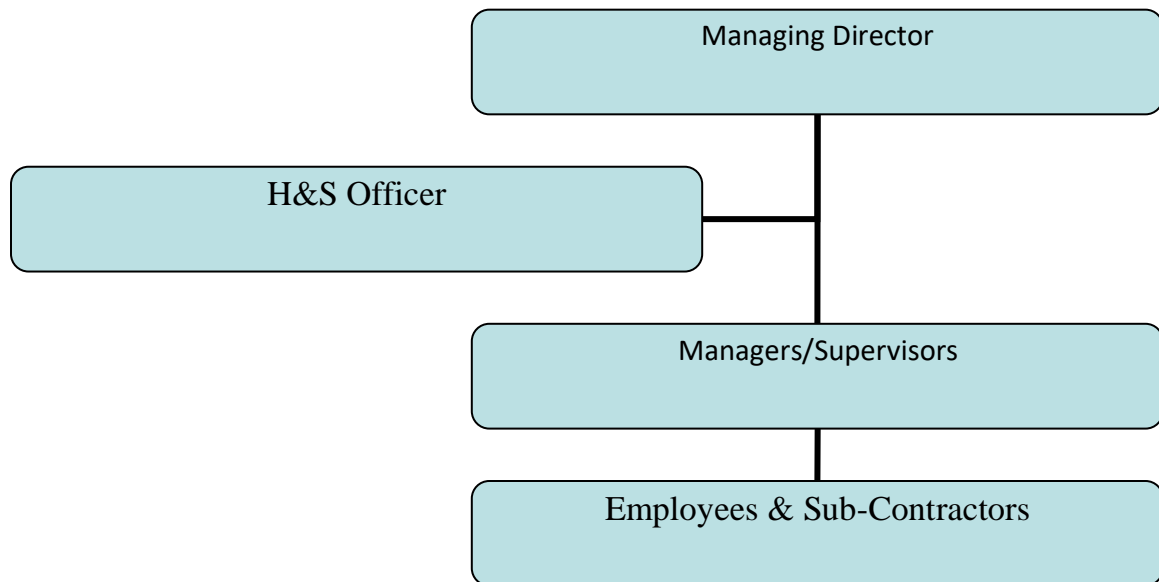 Managing Director
H&S Officer
Managers/Supervisors
Employees & Sub-Contractors